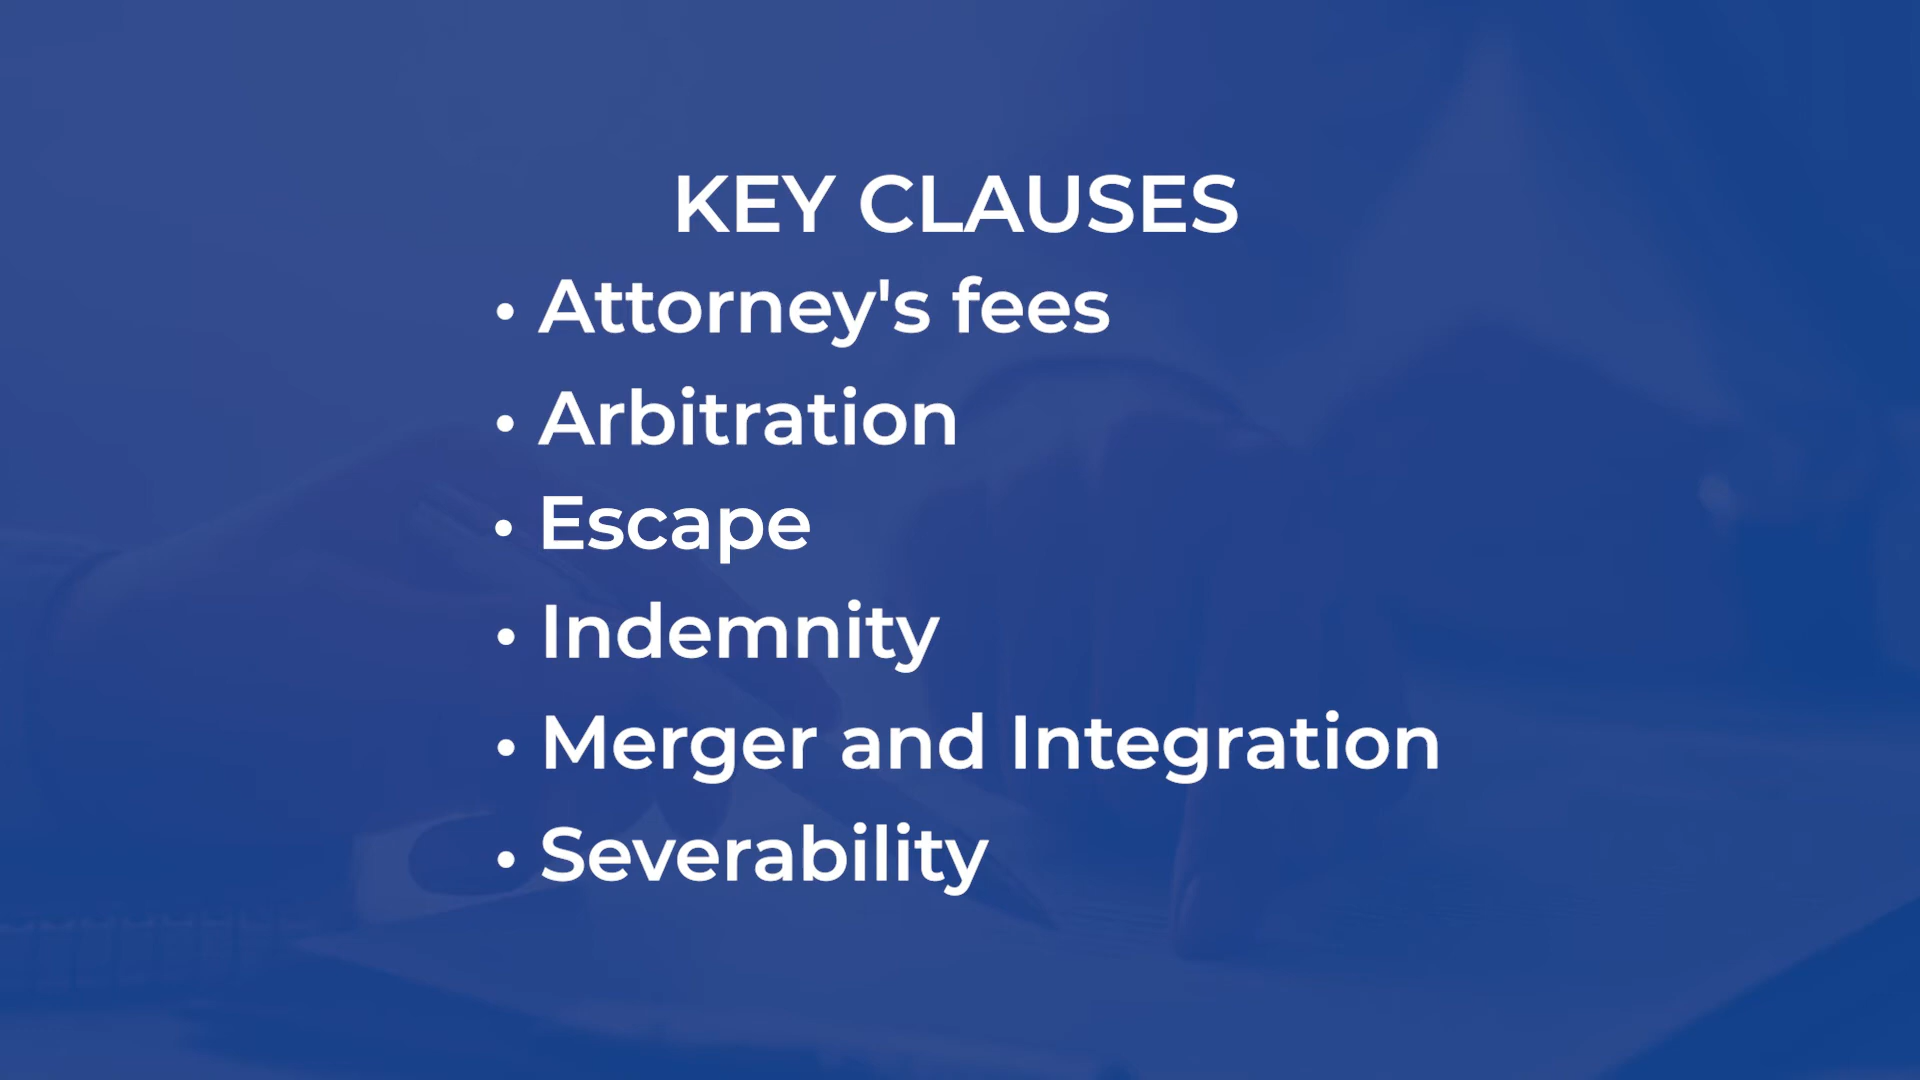 KEY CLAUSES
• Attorney's fees
• Arbitration
• Escape
• Indemnity
• Merger and Integration
• Severability